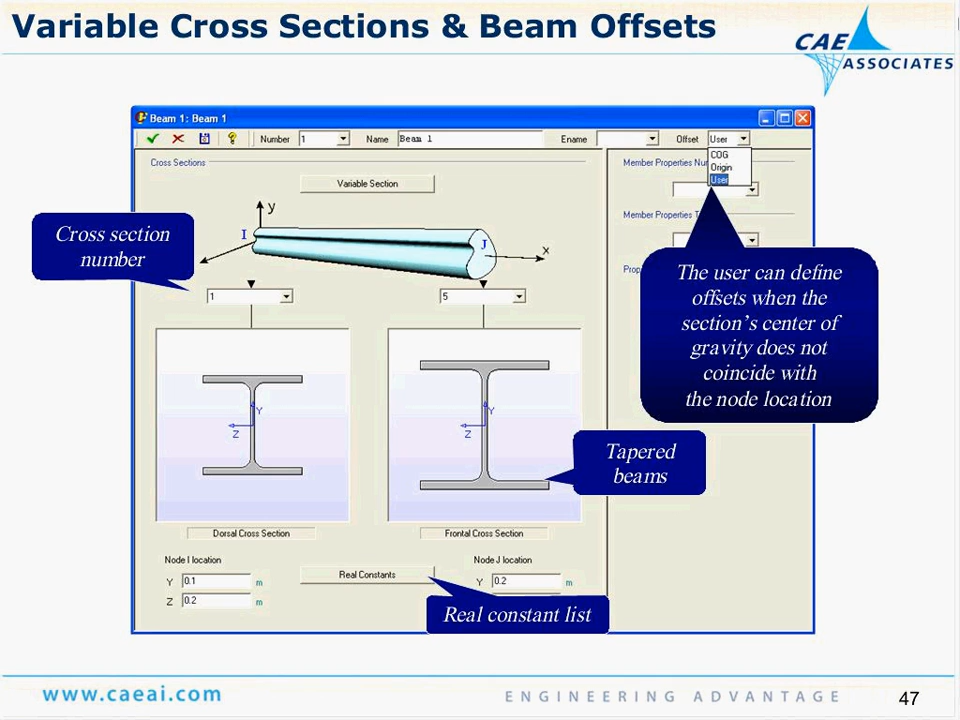 Variable Cross Sections & Beam Offsets
CAE
ASSOCIATES
Beam 1: Beam 1
Number 1 Name Beam 1 Ename Offset User
COG
Origin
User
Cross Sections
Variable Section
Member Properties
Member Properties
y
I
J
x
Cross section
number
1
5
The user can define
offsets when the
section's center of
gravity does not
coincide with
the node location
Y
Z
Y
Z
Tapered
beams
Dorsal Cross Section
Frontal Cross Section
Node I location
Node J location
Y 0.1 m
Z 0.2 m
Real Constants
Y 0.2 m
Real constant list
www.caeai.com
ENGINEERING ADVANTAGE
47